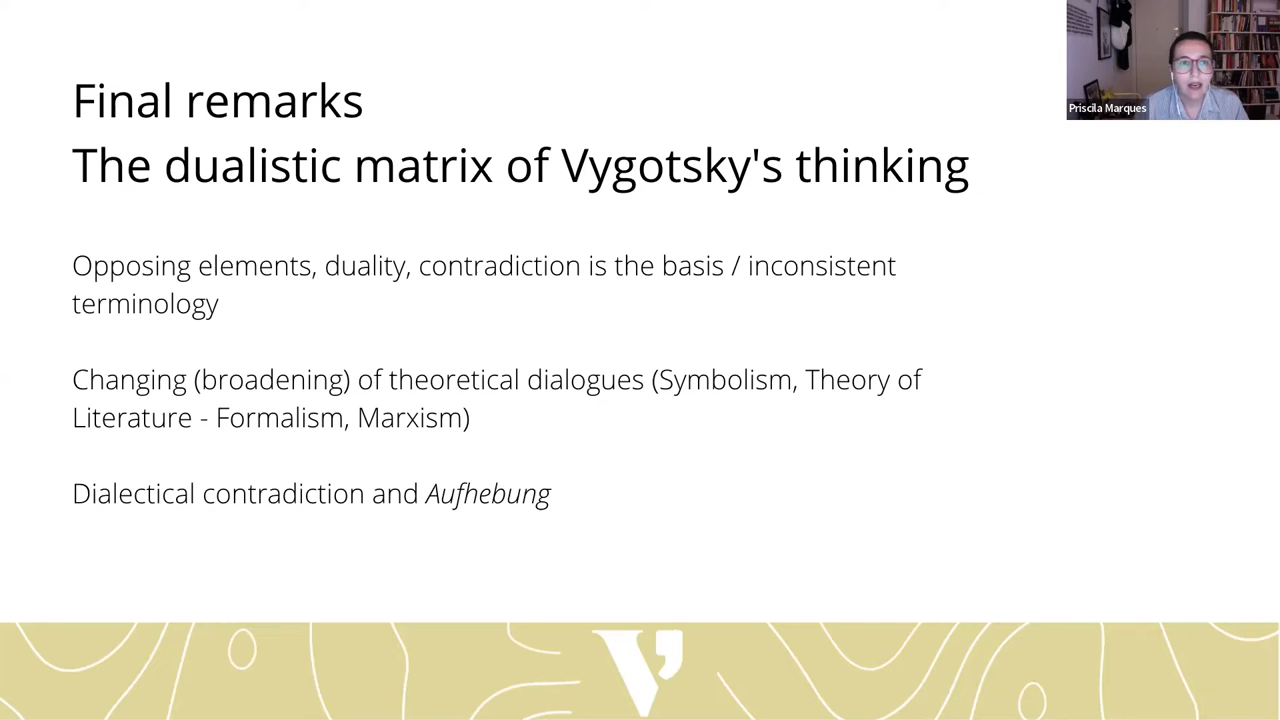 Final remarks
The dualistic matrix of Vygotsky's thinking
Opposing elements, duality, contradiction is the basis / inconsistent
terminology
Changing (broadening) of theoretical dialogues (Symbolism, Theory of
Literature - Formalism, Marxism)
Dialectical contradiction and Aufhebung
Priscila Marques
V